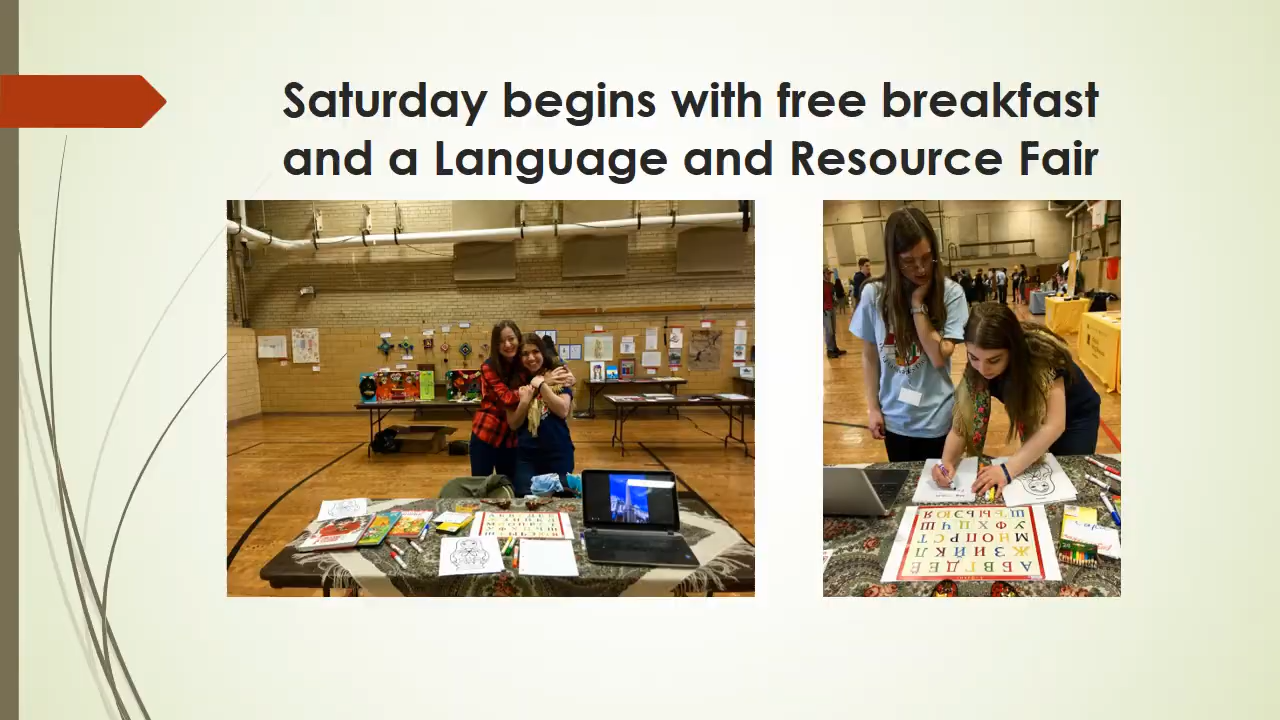 Saturday begins with free breakfast
and a Language and Resource Fair
А Б В Г Д Е Ё
Ж З И Й К Л
М Н О П Р С Т
У Ф Х Ц Ч Ш
Щ Ъ Ы Ь Э Ю Я